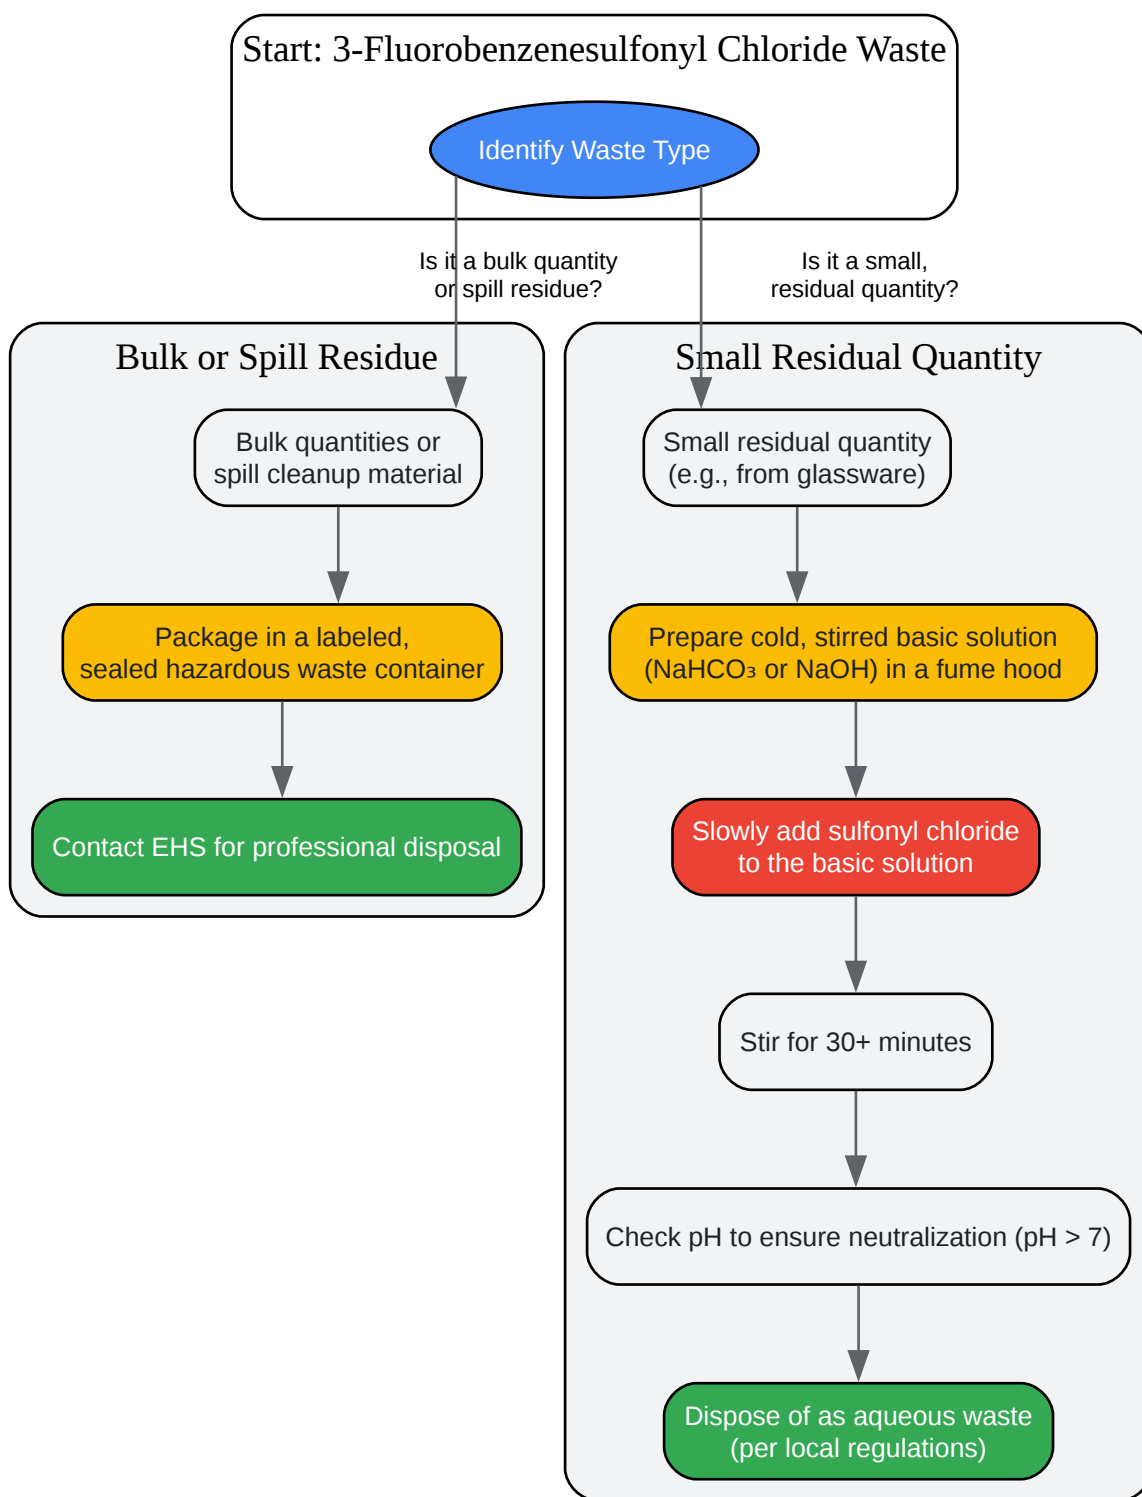 Start: 3-Fluorobenzenesulfonyl Chloride Waste
Identify Waste Type
Is it a bulk quantity
or spill residue?
Is it a small,
residual quantity?
Bulk or Spill Residue
Bulk quantities or
spill cleanup material
Package in a labeled,
sealed hazardous waste container
Contact EHS for professional disposal
Small Residual Quantity
Small residual quantity
(e.g., from glassware)
Prepare cold, stirred basic solution
(NaHCO₃ or NaOH) in a fume hood
Slowly add sulfonyl chloride
to the basic solution
Stir for 30+ minutes
Check pH to ensure neutralization (pH > 7)
Dispose of as aqueous waste
(per local regulations)